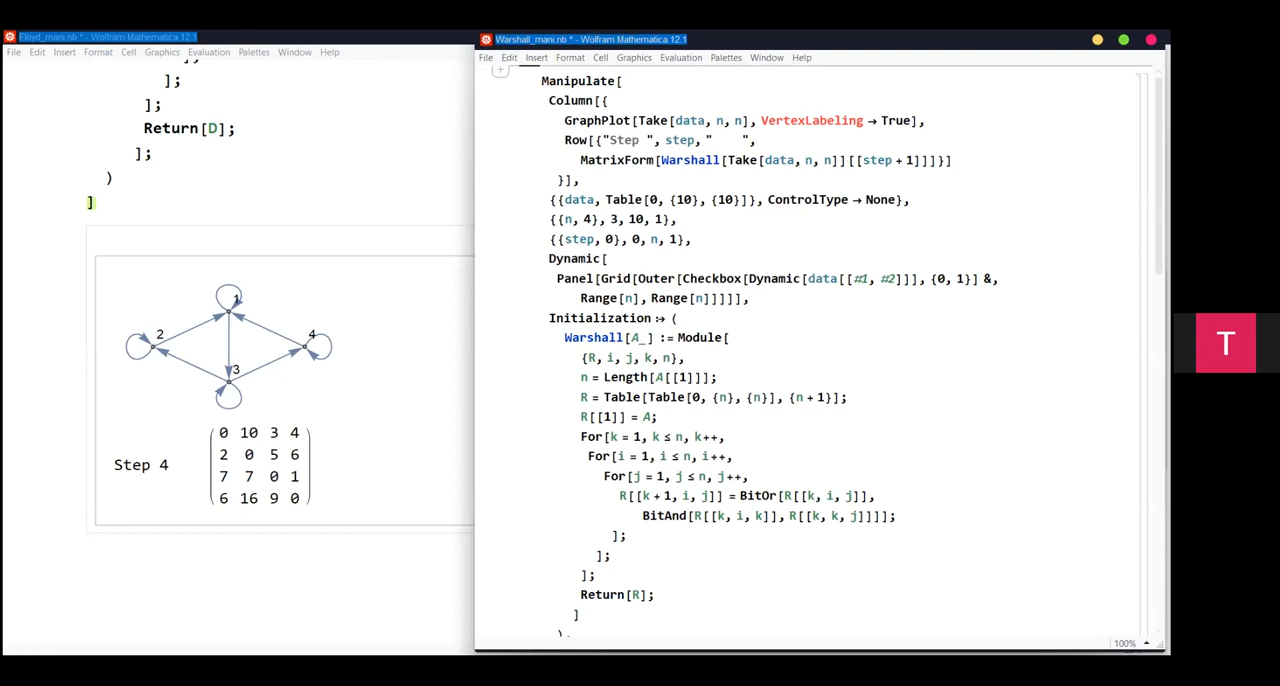 Floyd_mani.nb * - Wolfram Mathematica 12.1
File Edit Insert Format Cell Graphics Evaluation Palettes Window Help
];
];
];
Return[D];
];
)
]
1
2
4
3
Step 4
0 10 3 4
2 0 5 6
7 7 0 1
6 16 9 0
Warshall_mani.nb * - Wolfram Mathematica 12.1
File Edit Insert Format Cell Graphics Evaluation Palettes Window Help
Manipulate[
Column[{
GraphPlot[Take[data, n, n], VertexLabeling → True],
Row[{"Step ", step, "    ",
MatrixForm[Warshall[Take[data, n, n]][[step + 1]]]}]
}],
{{data, Table[0, {10}, {10}]}, ControlType → None},
{{n, 4}, 3, 10, 1},
{{step, 0}, 0, n, 1},
Dynamic[
Panel[Grid[Outer[Checkbox[Dynamic[data[[#1, #2]]], {0, 1}] &,
Range[n], Range[n]]]]],
Initialization :> (
Warshall[A_] := Module[
{R, i, j, k, n},
n = Length[A[[1]]];
R = Table[Table[0, {n}, {n}], {n + 1}];
R[[1]] = A;
For[k = 1, k ≤ n, k++,
For[i = 1, i ≤ n, i++,
For[j = 1, j ≤ n, j++,
R[[k + 1, i, j]] = BitOr[R[[k, i, j]],
BitAnd[R[[k, i, k]], R[[k, k, j]]]];
];
];
];
Return[R];
]
),
100%
T